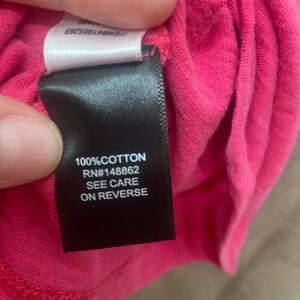 100%COTTON
RN#148862
SEE CARE
ON REVERSE